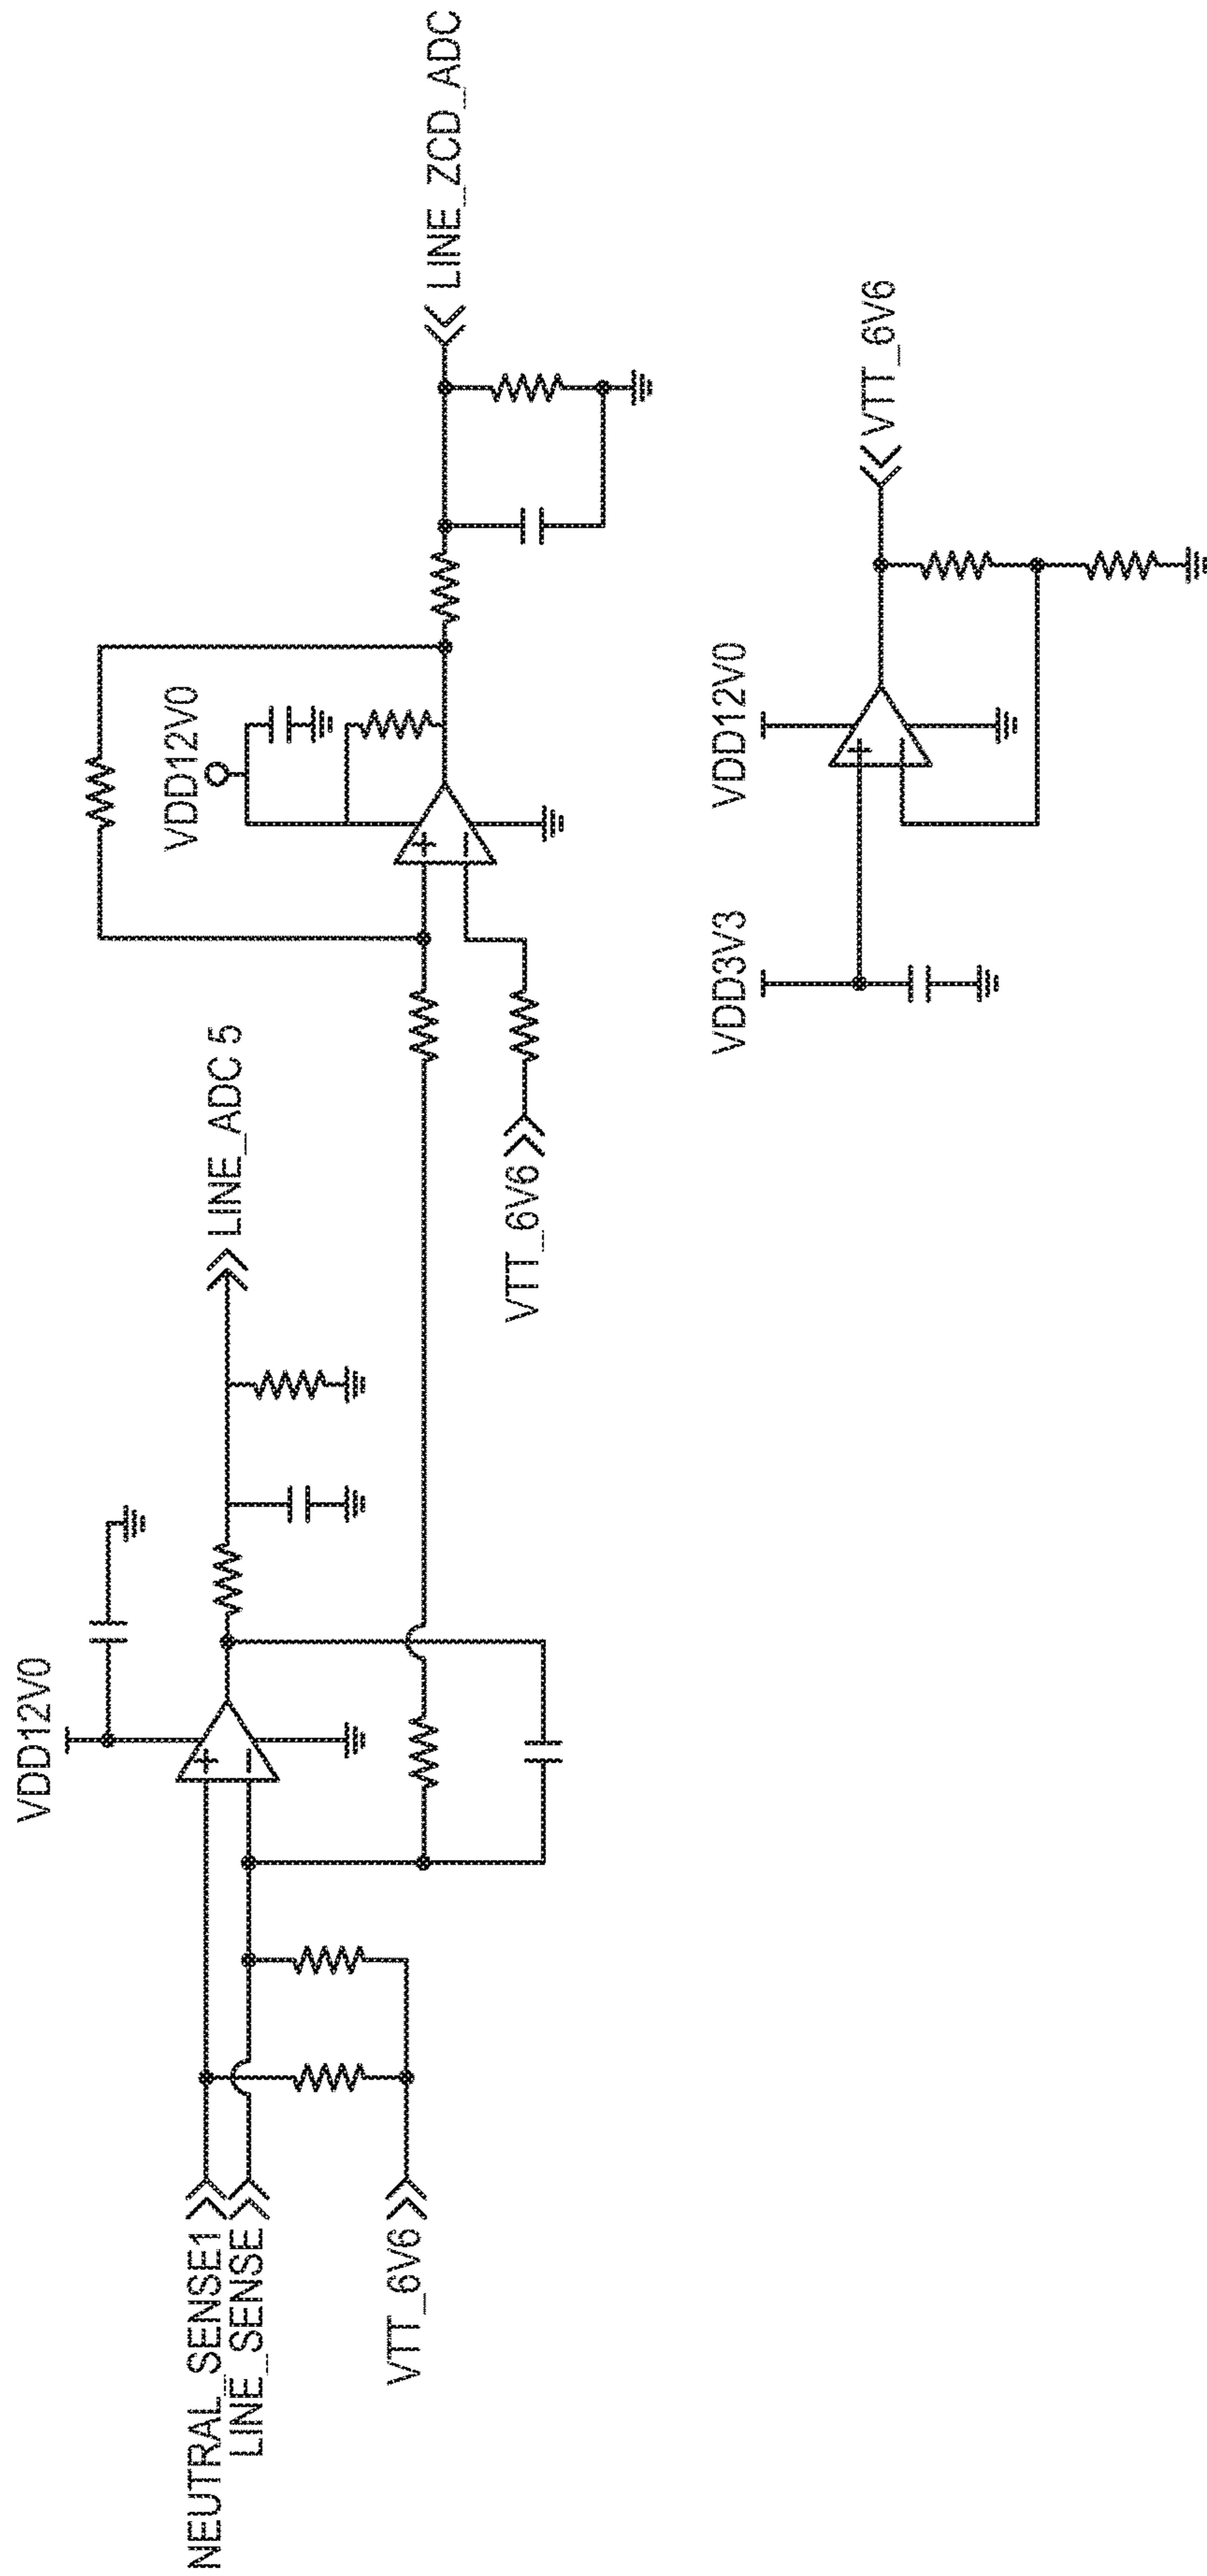 VDD12V0
LINE_ADC 5
NEUTRAL_SENSE1
LINE_SENSE
VTT_6V6
VDD12V0
LINE_ZCD_ADC
VTT_6V6
VDD3V3
VDD12V0
VTT_6V6